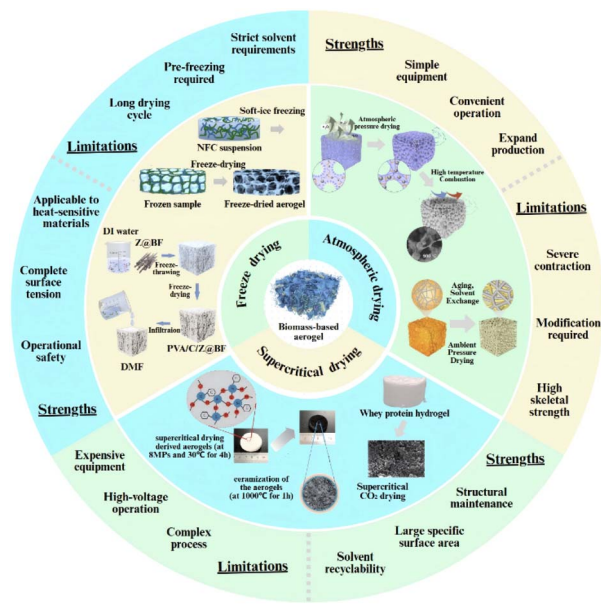 Strict solvent
requirements
Pre-freezing
required
Long drying
cycle
Limitations
Applicable to
heat-sensitive
materials
Complete
surface
tension
Operational
safety
Strengths
Strengths
Simple
equipment
Convenient
operation
Expand
production
Limitations
Severe
contraction
Modification
required
High
skeletal
strength
Strengths
Structural
maintenance
Large specific
surface area
Solvent
recyclability
Expensive
equipment
High-voltage
operation
Complex
process
Limitations
Soft-ice freezing
NFC suspension
Freeze-drying
Frozen sample
Freeze-dried aerogel
DI water
Z@BF
Freeze-thrawing
Freeze-
drying
Infiltraion
DMF
PVA/C/Z@BF
Atmospheric
pressure drying
High temperature
Combustion
Aging,
Solvent
Exchange
Ambient
Pressure
Drying
Freeze drying
Atmospheric drying
Supercritical drying
Biomass-based
aerogel
supercritical drying
derived aerogels (at
8MPs and 30℃ for 4h)
ceramization of
the aerogels
(at 1000℃ for 1h)
Whey protein hydrogel
Supercritical
CO₂ drying